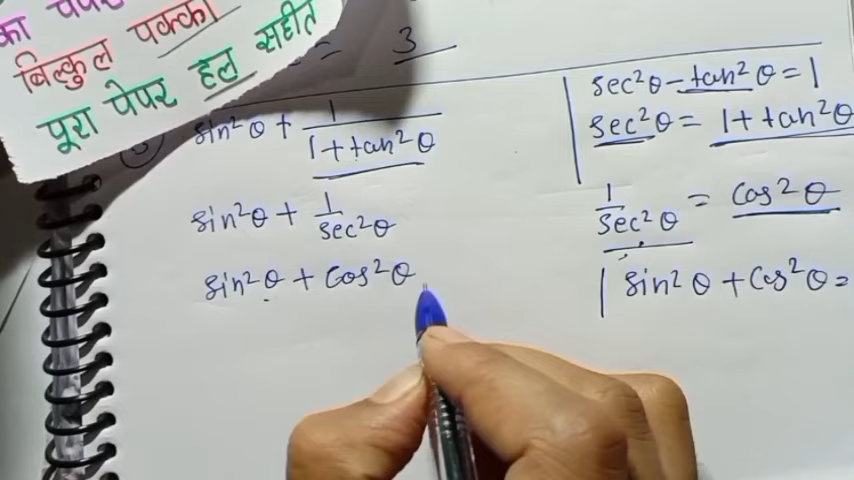 का पेपर
बिल्कुल पक्का
पूरा पेपर हल सहीत
= 3
sin²θ + 1/(1+tan²θ)
sin²θ + 1/sec²θ
sin²θ + cos²θ
sec²θ - tan²θ = 1
sec²θ = 1 + tan²θ
1/sec²θ = cos²θ
sin²θ + cos²θ =